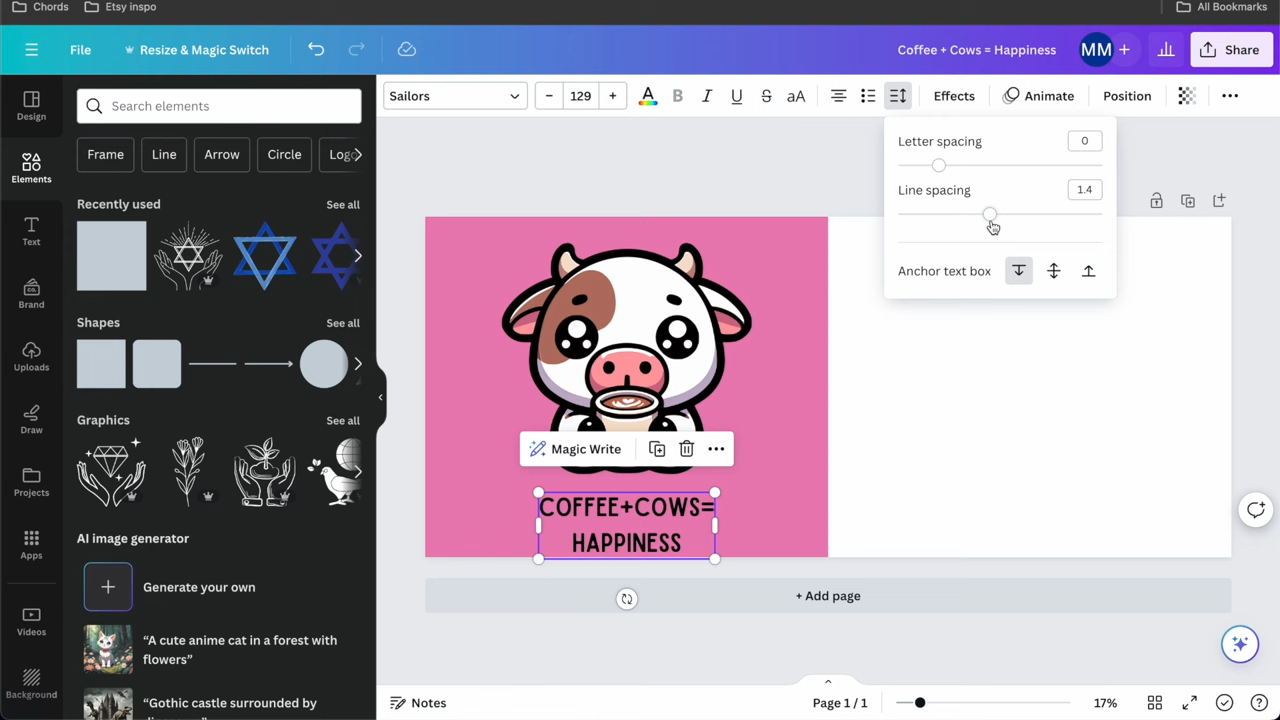 Chords
Etsy inspo
All Bookmarks
File
Resize & Magic Switch
Coffee + Cows = Happiness
MM
Share
Design
Elements
Text
Brand
Uploads
Draw
Projects
Apps
Videos
Background
Search elements
Frame
Line
Arrow
Circle
Logo
Recently used
See all
Shapes
See all
Graphics
See all
AI image generator
Generate your own
“A cute anime cat in a forest with
flowers”
“Gothic castle surrounded by
Sailors
129
A
B
I
U
S
aA
Effects
Animate
Position
Letter spacing
0
Line spacing
1.4
Anchor text box
Magic Write
COFFEE+COWS=
HAPPINESS
+ Add page
Notes
Page 1 / 1
17%